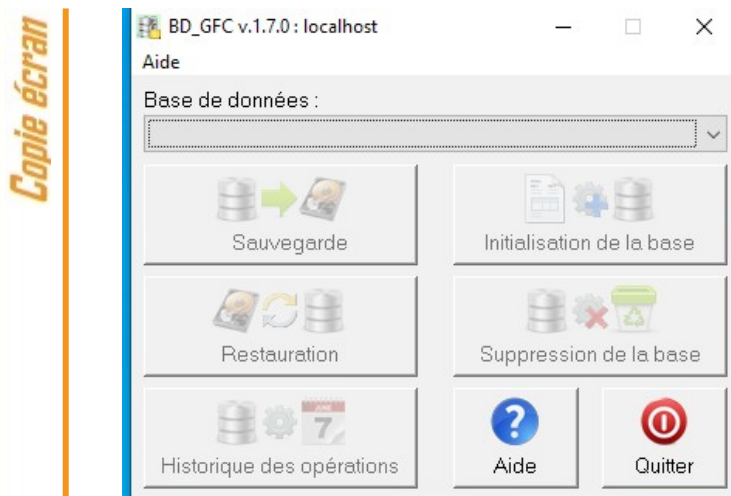 Copie écran
BD_GFC v.1.7.0 : localhost
Aide
Base de données :
Sauvegarde
Initialisation de la base
Restauration
Suppression de la base
7
Historique des opérations
Aide
Quitter